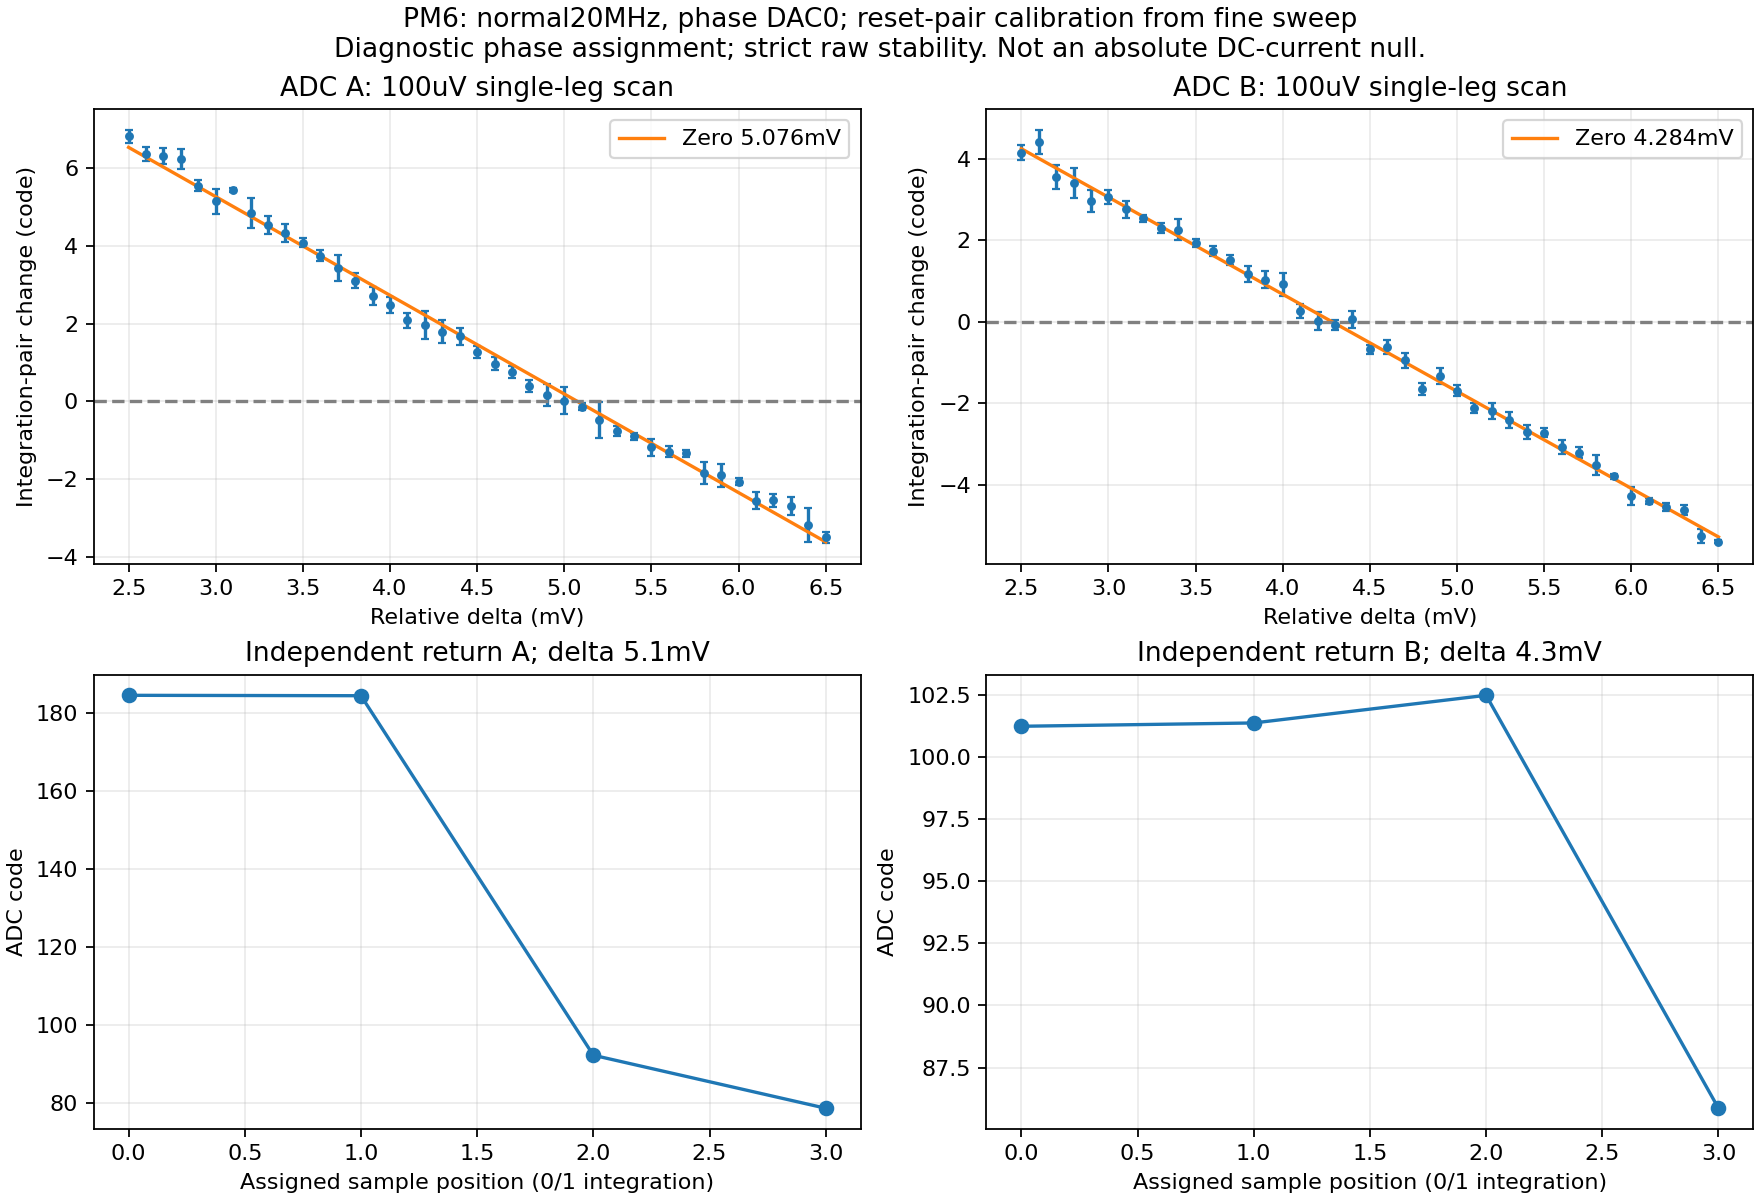 PM6: normal20MHz, phase DAC0; reset-pair calibration from fine sweep
Diagnostic phase assignment; strict raw stability. Not an absolute DC-current null.
ADC A: 100uV single-leg scan
Zero 5.076mV
Integration-pair change (code)
6
4
2
0
−2
−4
2.5 3.0 3.5 4.0 4.5 5.0 5.5 6.0 6.5
Relative delta (mV)
ADC B: 100uV single-leg scan
Zero 4.284mV
Integration-pair change (code)
4
2
0
−2
−4
2.5 3.0 3.5 4.0 4.5 5.0 5.5 6.0 6.5
Relative delta (mV)
Independent return A; delta 5.1mV
ADC code
180
160
140
120
100
80
0.0 0.5 1.0 1.5 2.0 2.5 3.0
Assigned sample position (0/1 integration)
Independent return B; delta 4.3mV
ADC code
102.5
100.0
97.5
95.0
92.5
90.0
87.5
0.0 0.5 1.0 1.5 2.0 2.5 3.0
Assigned sample position (0/1 integration)